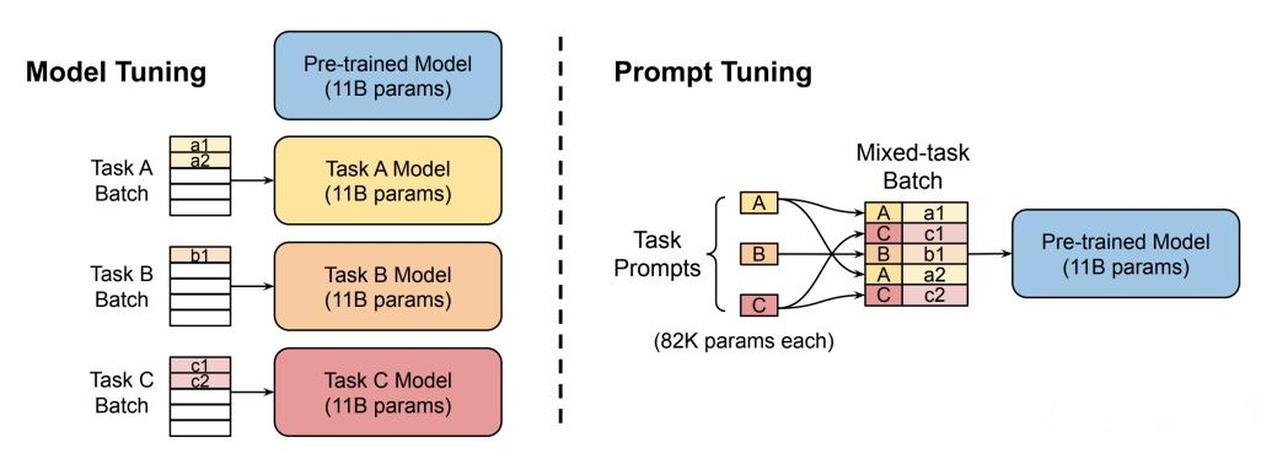 Model Tuning
Pre-trained Model
(11B params)
a1
a2
Task A
Batch
Task A Model
(11B params)
b1
Task B
Batch
Task B Model
(11B params)
c1
c2
Task C
Batch
Task C Model
(11B params)
Prompt Tuning
Mixed-task
Batch
Task
Prompts
A
B
C
(82K params each)
A a1
C c1
B b1
A a2
C c2
Pre-trained Model
(11B params)